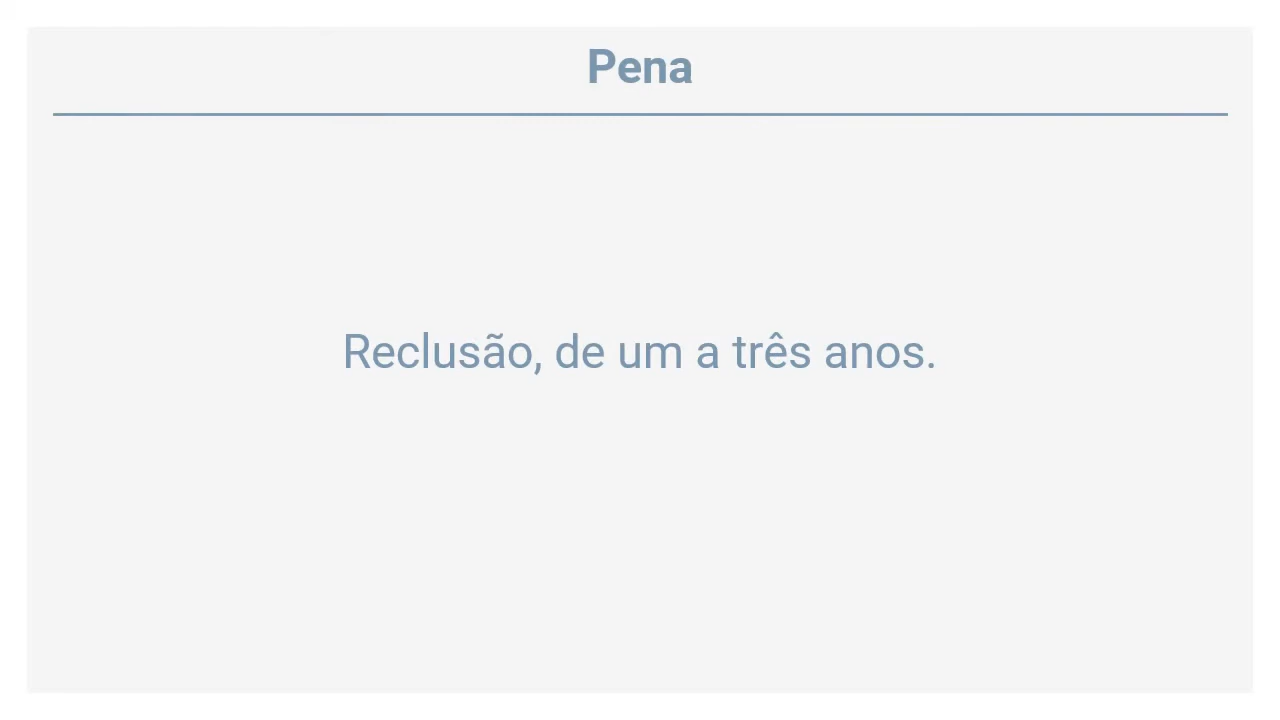 Pena
Reclusão, de um a três anos.